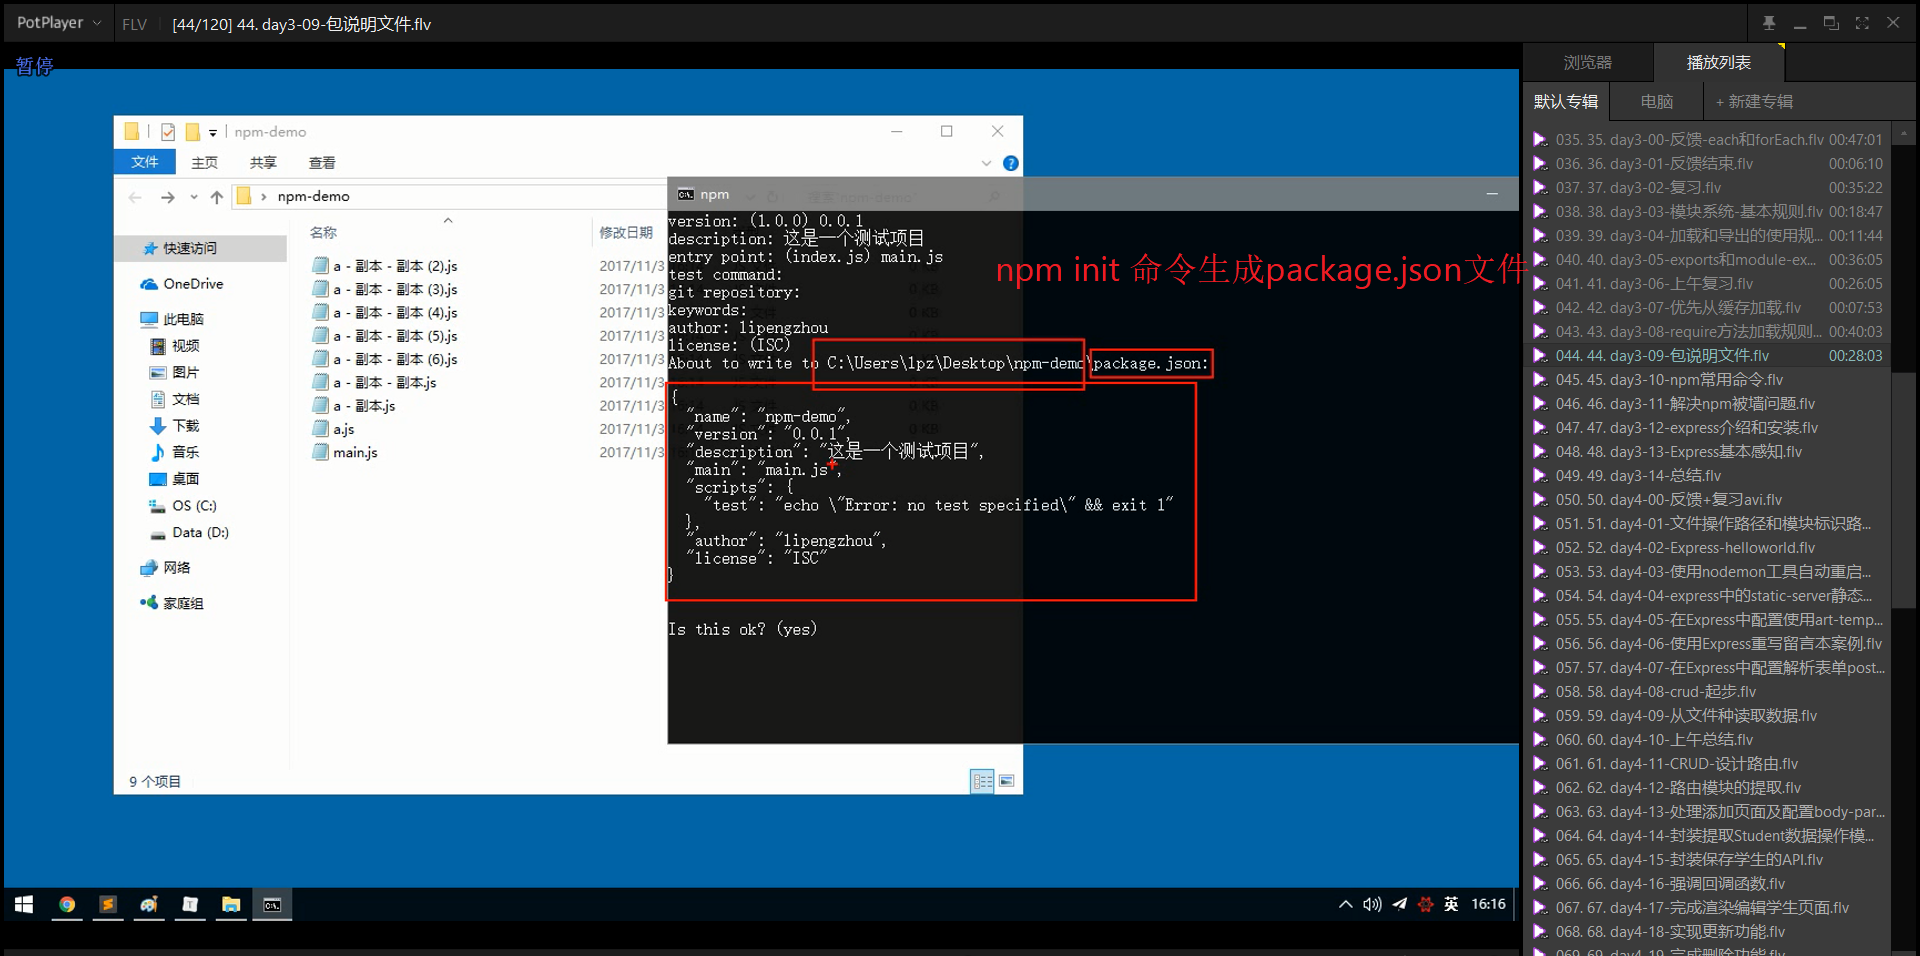 PotPlayer
FLV
[44/120] 44. day3-09-包说明文件.flv
暂停
npm-demo
文件 主页 共享 查看
npm-demo
快速访问
OneDrive
此电脑
视频
图片
文档
下载
音乐
桌面
OS (C:)
Data (D:)
网络
家庭组
名称 修改日期
a - 副本 - 副本 (2).js 2017/11/3
a - 副本 - 副本 (3).js 2017/11/3
a - 副本 - 副本 (4).js 2017/11/3
a - 副本 - 副本 (5).js 2017/11/3
a - 副本 - 副本 (6).js 2017/11/3
a - 副本 - 副本.js 2017/11/3
a - 副本.js 2017/11/3
a.js 2017/11/3
main.js 2017/11/3
9 个项目
npm
version: (1.0.0) 0.0.1
description: 这是一个测试项目
entry point: (index.js) main.js
test command:
git repository:
keywords:
author: lipengzhou
license: (ISC)
About to write to C:\Users\lpz\Desktop\npm-demo\package.json:
{
"name": "npm-demo",
"version": "0.0.1",
"description": "这是一个测试项目",
"main": "main.js",
"scripts": {
"test": "echo \"Error: no test specified\" && exit 1"
},
"author": "lipengzhou",
"license": "ISC"
}
Is this ok? (yes)
npm init 命令生成package.json文件
英 16:16
浏览器 播放列表
默认专辑 电脑 + 新建专辑
035. 35. day3-00-反馈-each和forEach.flv 00:47:01
036. 36. day3-01-反馈结束.flv 00:06:10
037. 37. day3-02-复习.flv 00:35:22
038. 38. day3-03-模块系统-基本规则.flv 00:18:47
039. 39. day3-04-加载和导出的使用规... 00:11:44
040. 40. day3-05-exports和module-ex... 00:36:05
041. 41. day3-06-上午复习.flv 00:26:05
042. 42. day3-07-优先从缓存加载.flv 00:07:53
043. 43. day3-08-require方法加载规则... 00:40:03
044. 44. day3-09-包说明文件.flv 00:28:03
045. 45. day3-10-npm常用命令.flv
046. 46. day3-11-解决npm被墙问题.flv
047. 47. day3-12-express介绍和安装.flv
048. 48. day3-13-Express基本感知.flv
049. 49. day3-14-总结.flv
050. 50. day4-00-反馈+复习avi.flv
051. 51. day4-01-文件操作路径和模块标识路...
052. 52. day4-02-Express-helloworld.flv
053. 53. day4-03-使用nodemon工具自动重启...
054. 54. day4-04-express中的static-server静态...
055. 55. day4-05-在Express中配置使用art-temp...
056. 56. day4-06-使用Express重写留言本案例.flv
057. 57. day4-07-在Express中配置解析表单post...
058. 58. day4-08-crud-起步.flv
059. 59. day4-09-从文件种读取数据.flv
060. 60. day4-10-上午总结.flv
061. 61. day4-11-CRUD-设计路由.flv
062. 62. day4-12-路由模块的提取.flv
063. 63. day4-13-处理添加页面及配置body-par...
064. 64. day4-14-封装提取Student数据操作模...
065. 65. day4-15-封装保存学生的API.flv
066. 66. day4-16-强调回调函数.flv
067. 67. day4-17-完成渲染编辑学生页面.flv
068. 68. day4-18-实现更新功能.flv
069. 69. day4-19-完成删除功能.flv